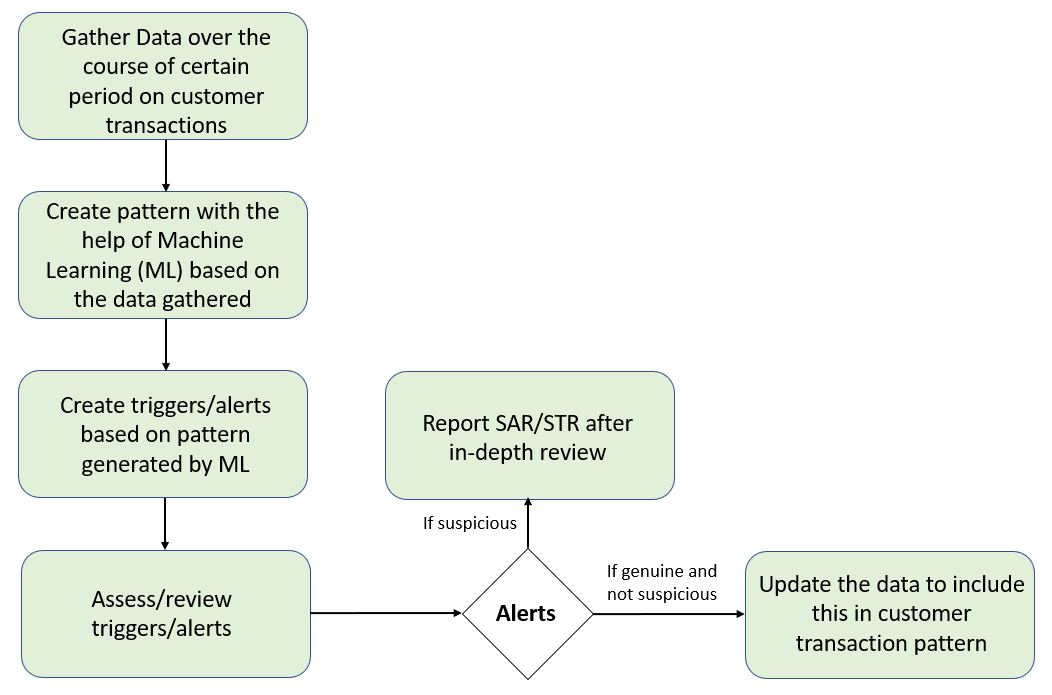 Gather Data over the
course of certain
period on customer
transactions
Create pattern with the
help of Machine
Learning (ML) based on
the data gathered
Create triggers/alerts
based on pattern
generated by ML
Report SAR/STR after
in-depth review
If suspicious
Assess/review
triggers/alerts
Alerts
If genuine and
not suspicious
Update the data to include
this in customer
transaction pattern